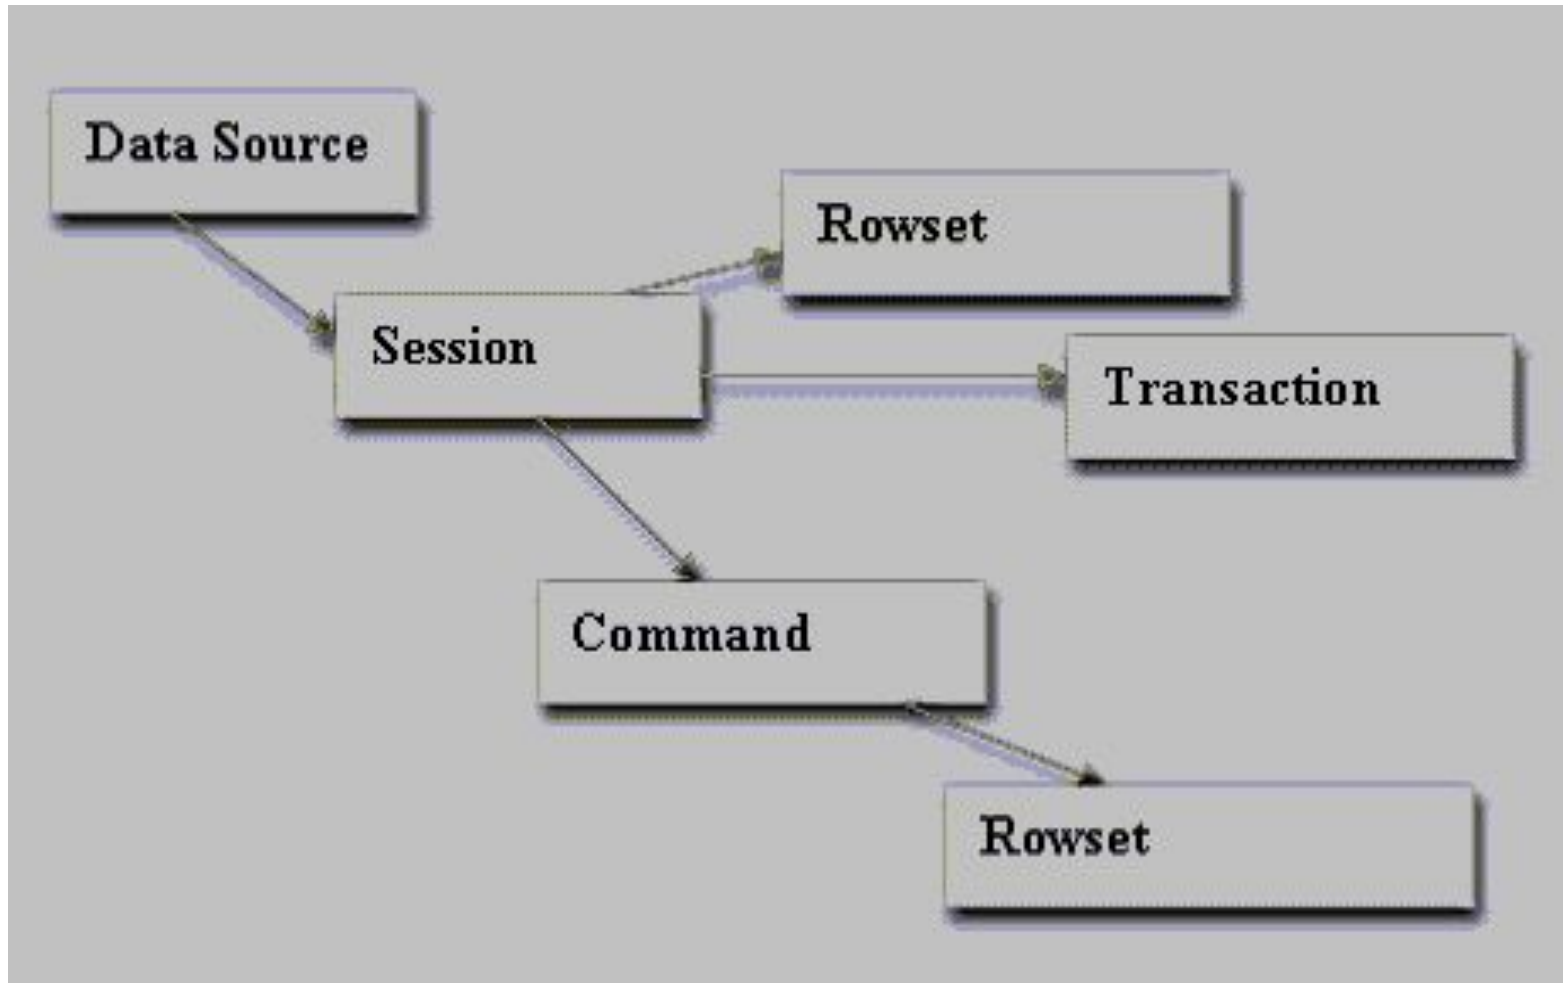 Data Source
Rowset
Session
Transaction
Command
Rowset